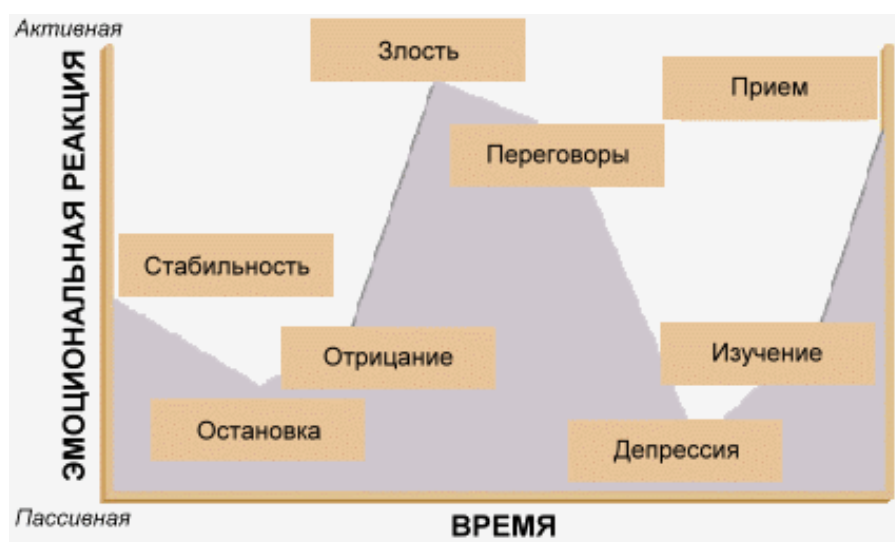 Активная
Злость
Прием
Переговоры
Стабильность
Отрицание
Изучение
Остановка
Депрессия
ЭМОЦИОНАЛЬНАЯ РЕАКЦИЯ
Пассивная
ВРЕМЯ